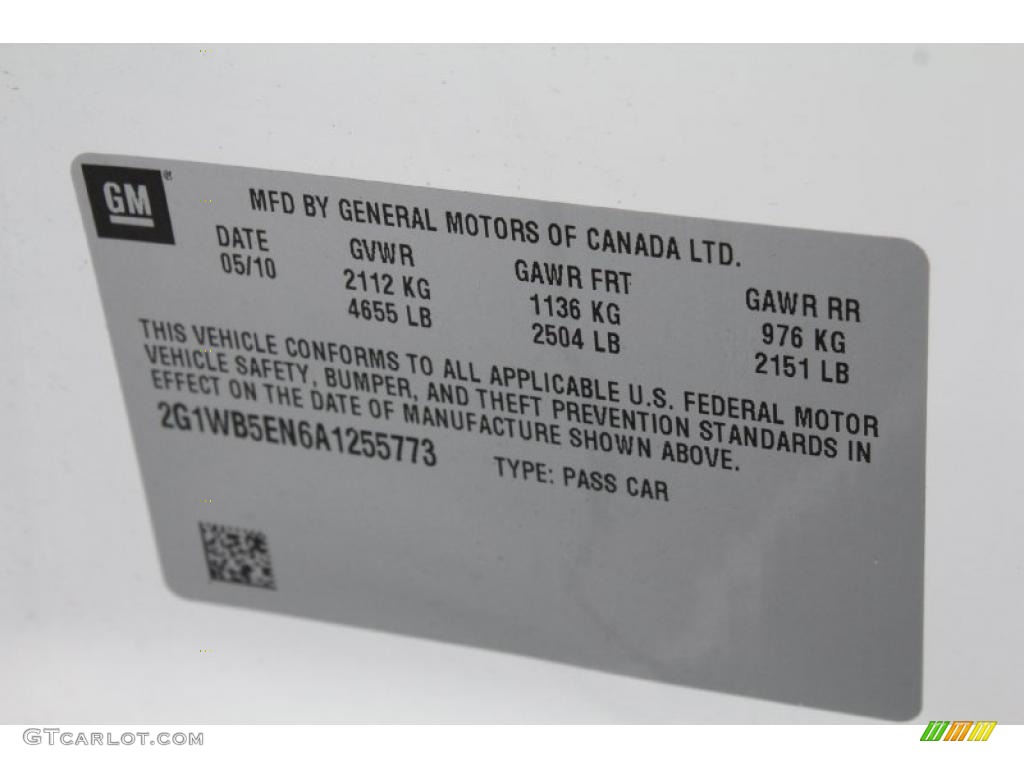 GM®
MFD BY GENERAL MOTORS OF CANADA LTD.
DATE GVWR GAWR FRT GAWR RR
05/10 2112 KG 1136 KG 976 KG
4655 LB 2504 LB 2151 LB
THIS VEHICLE CONFORMS TO ALL APPLICABLE U.S. FEDERAL MOTOR
VEHICLE SAFETY, BUMPER, AND THEFT PREVENTION STANDARDS IN
EFFECT ON THE DATE OF MANUFACTURE SHOWN ABOVE.
2G1WB5EN6A1255773 TYPE: PASS CAR
GTCARLOT.COM